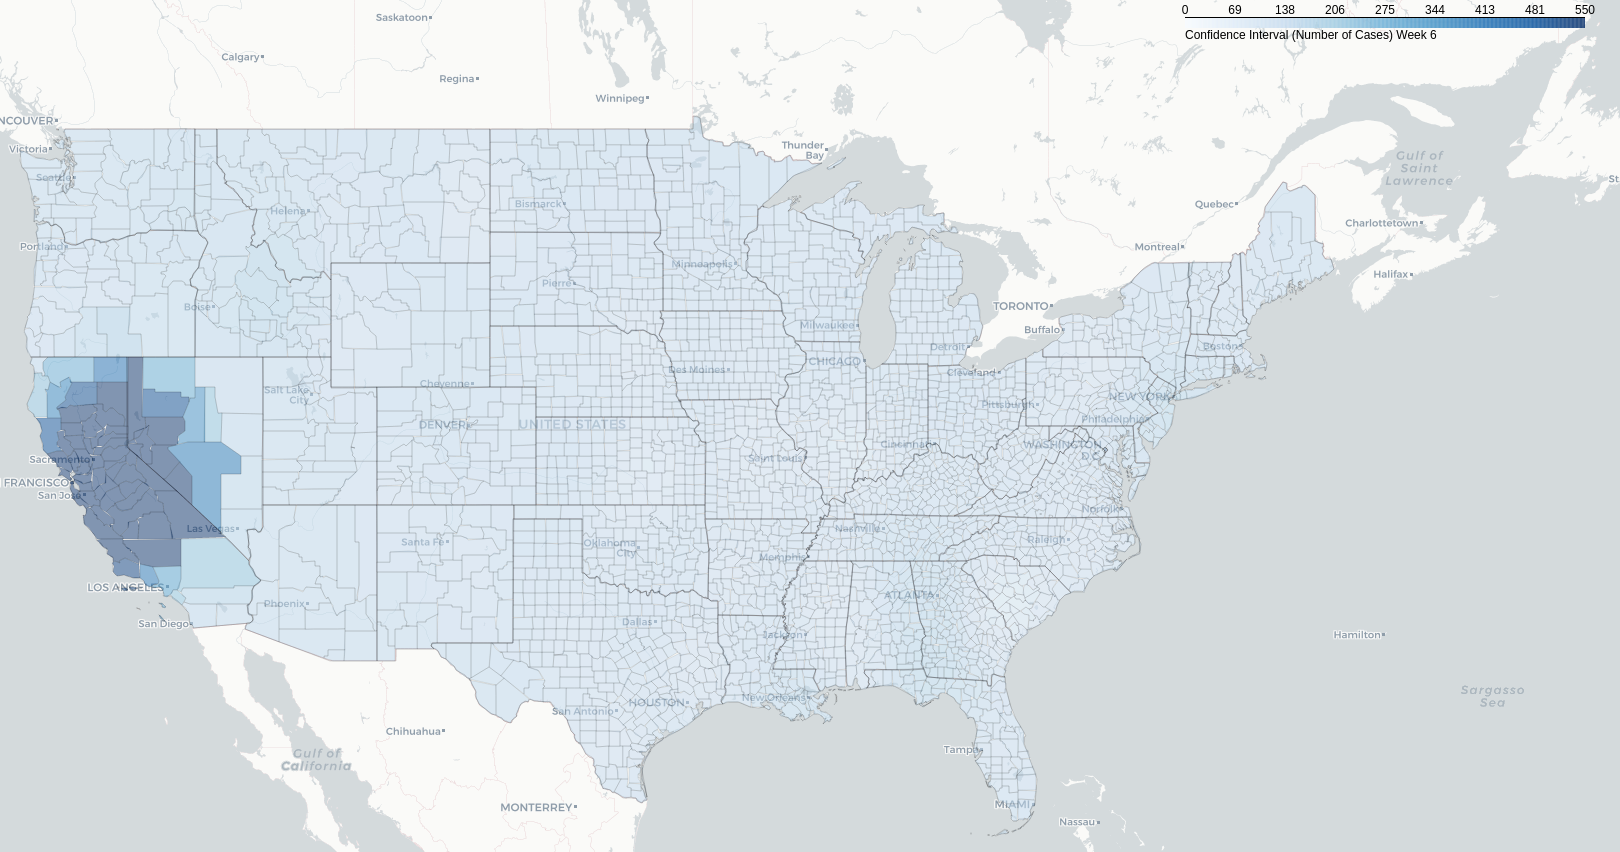 0 69 138 206 275 344 413 481 550
Confidence Interval (Number of Cases) Week 6
Saskatoon
Calgary
Regina
Winnipeg
NCOUVER
Victoria
Thunder
Bay
Gulf of
Saint
Lawrence
St
Seattle
Bismarck
Helena
Quebec
Charlottetown
Portland
Montreal
Minneapolis
Halifax
Pierre
Boise
TORONTO
Milwaukee
Buffalo
Detroit
Boston
CHICAGO
Des Moines
Cleveland
Cheyenne
Salt Lake
City
NEW YORK
Pittsburgh
Philadelphia
DENVER
UNITED STATES
Cincinnati
WASHINGTON
D.C.
Sacramento
Saint Louis
FRANCISCO
San Jose
Norfolk
Las Vegas
Nashville
Raleigh
Santa Fe
Oklahoma
City
Memphis
LOS ANGELES
ATLANTA
Phoenix
San Diego
Dallas
Jackson
Hamilton
Sargasso
Sea
New Orleans
HOUSTON
San Antonio
Chihuahua
Tampa
Gulf of
California
MONTERREY
MIAMI
Nassau